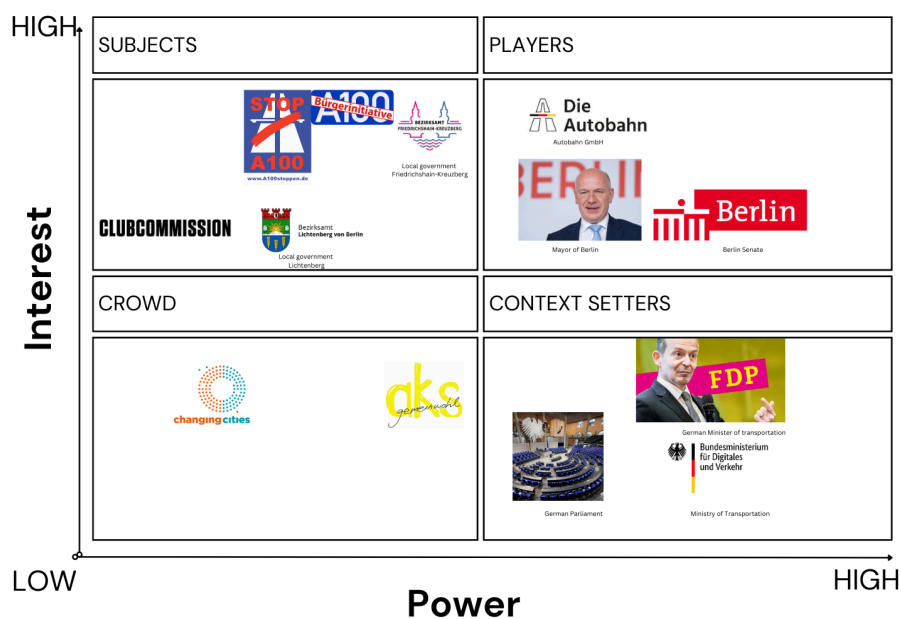 HIGH
SUBJECTS
PLAYERS
STOP
A100
www.A100stoppen.de
A100
Bürgerinitiative
BEZIRKSAMT
FRIEDRICHSHAIN-KREUZBERG
Local government
Friedrichshain-Kreuzberg
CLUBCOMMISSION
Bezirksamt
Lichtenberg von Berlin
Local government
Lichtenberg
Die
Autobahn
Autobahn GmbH
BERLIN
Mayor of Berlin
Berlin
Berlin Senate
Interest
CROWD
CONTEXT SETTERS
changing cities
aks
gemeinwohl
FDP
German Minister of transportation
German Parliament
Bundesministerium
für Digitales
und Verkehr
Ministry of Transportation
LOW
HIGH
Power